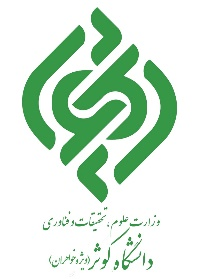 وزارت علوم، تحقیقات و فناوری
دانشگاه کوثر (ویژه خواهران)